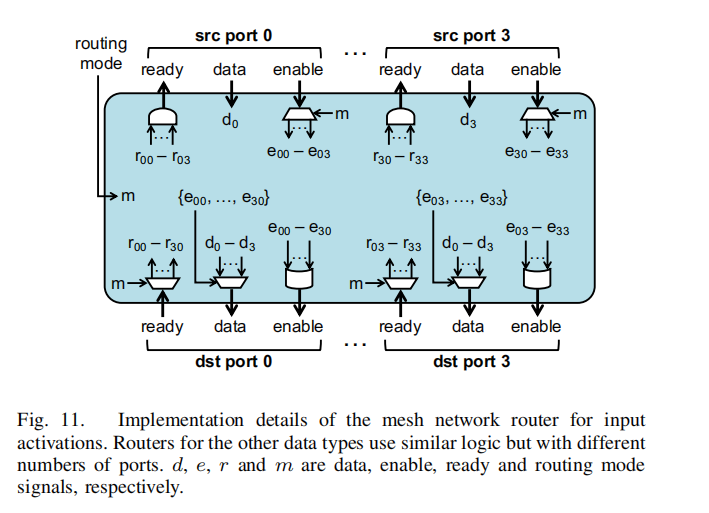 routing
mode
src port 0 ... src port 3
ready data enable ready data enable
d0 m d3 m
r00 – r03 e00 – e03 r30 – r33 e30 – e33
m {e00, ..., e30} {e03, ..., e33}
r00 – r30 d0 – d3 e00 – e30 r03 – r33 d0 – d3 e03 – e33
m m
ready data enable ready data enable
dst port 0 ... dst port 3
Fig. 11. Implementation details of the mesh network router for input
activations. Routers for the other data types use similar logic but with different
numbers of ports. d, e, r and m are data, enable, ready and routing mode
signals, respectively.